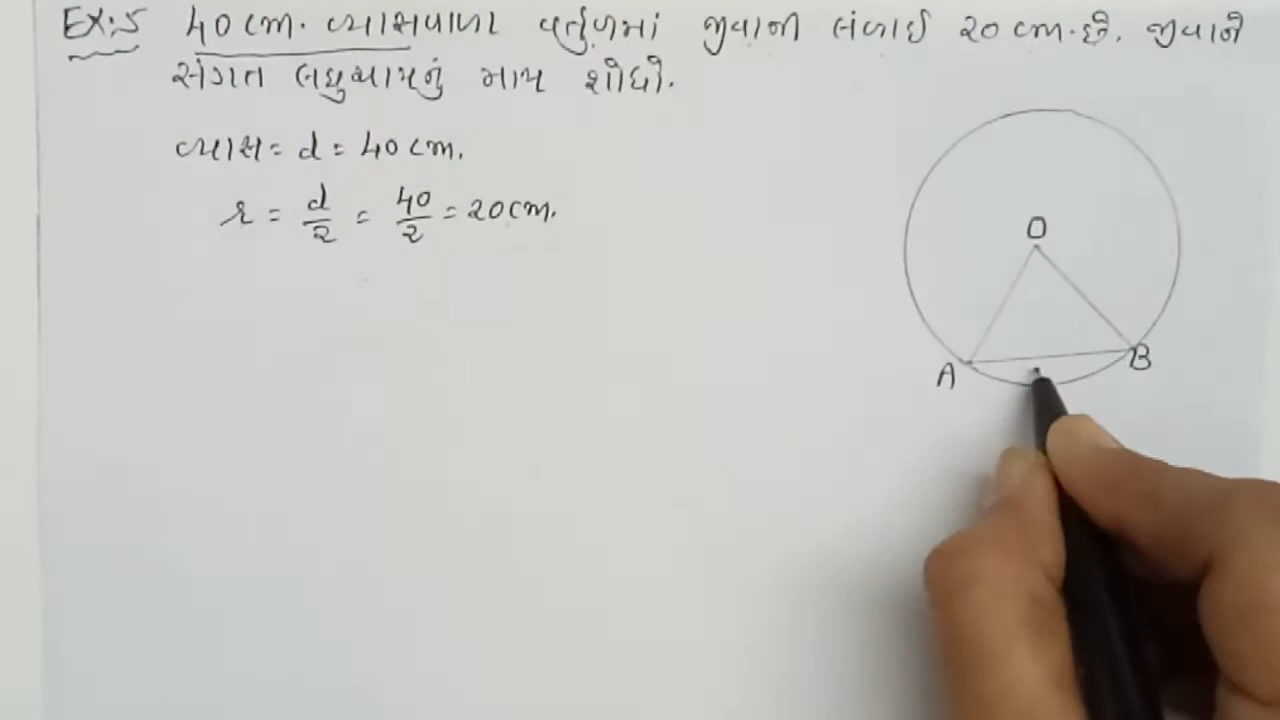 Ex:5 40 cm. વ્યાસવાળા વર્તુળમાં જીવાની લંબાઈ 20 cm. છે. જીવાને
સંગત લઘુચાપનું માપ શોધો.
વ્યાસ = d = 40 cm.
r = d/2 = 40/2 = 20 cm.
O
A
B